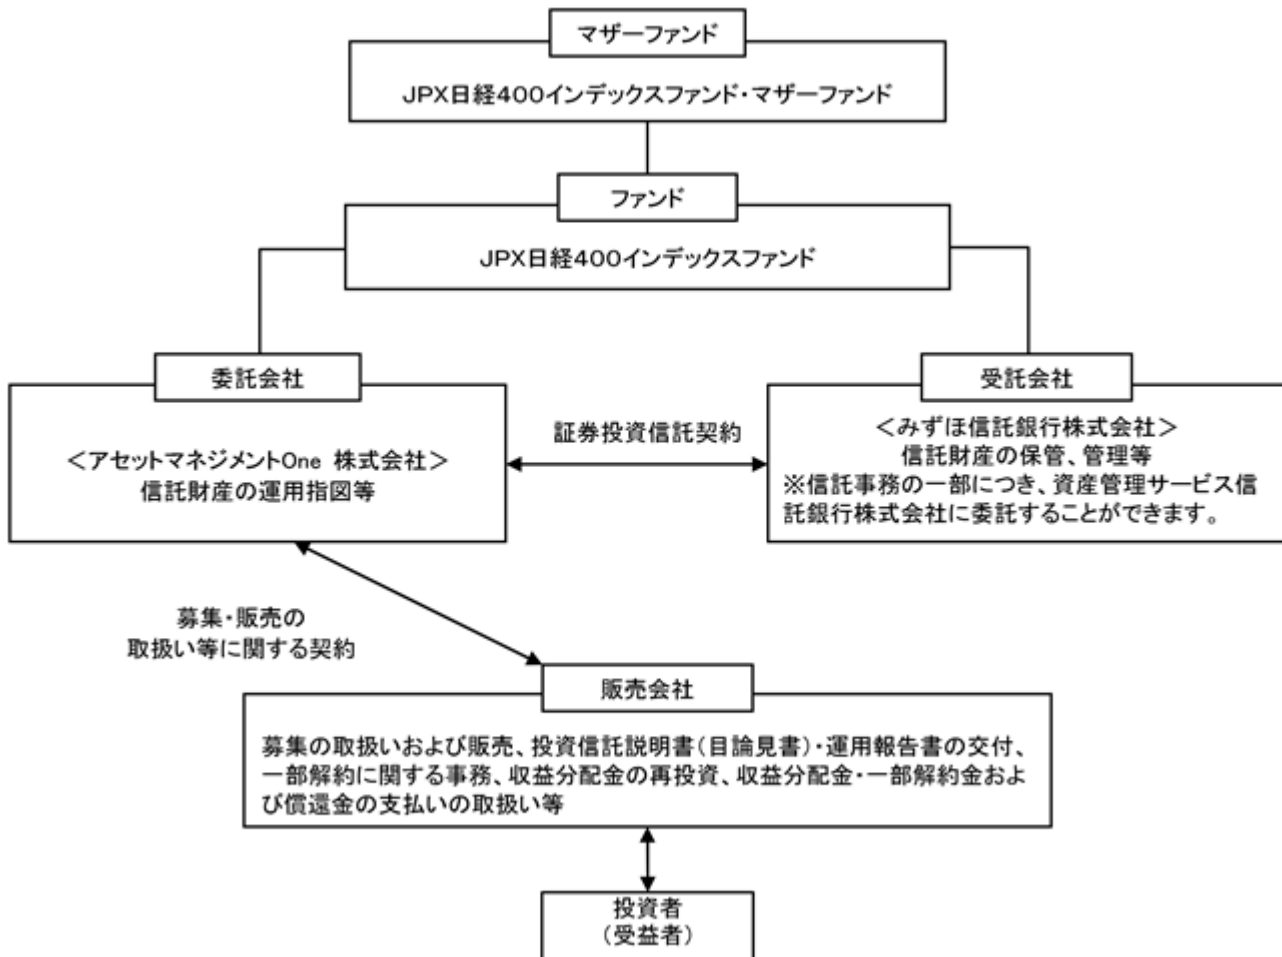 マザーファンド
JPX日経400インデックスファンド・マザーファンド
ファンド
JPX日経400インデックスファンド
委託会社
＜アセットマネジメントOne 株式会社＞
信託財産の運用指図等
証券投資信託契約
受託会社
＜みずほ信託銀行株式会社＞
信託財産の保管、管理等
※信託事務の一部につき、資産管理サービス信
託銀行株式会社に委託することができます。
募集・販売の
取扱い等に関する契約
販売会社
募集の取扱いおよび販売、投資信託説明書（目論見書）・運用報告書の交付、
一部解約に関する事務、収益分配金の再投資、収益分配金・一部解約金およ
び償還金の支払いの取扱い等
投資者
（受益者）